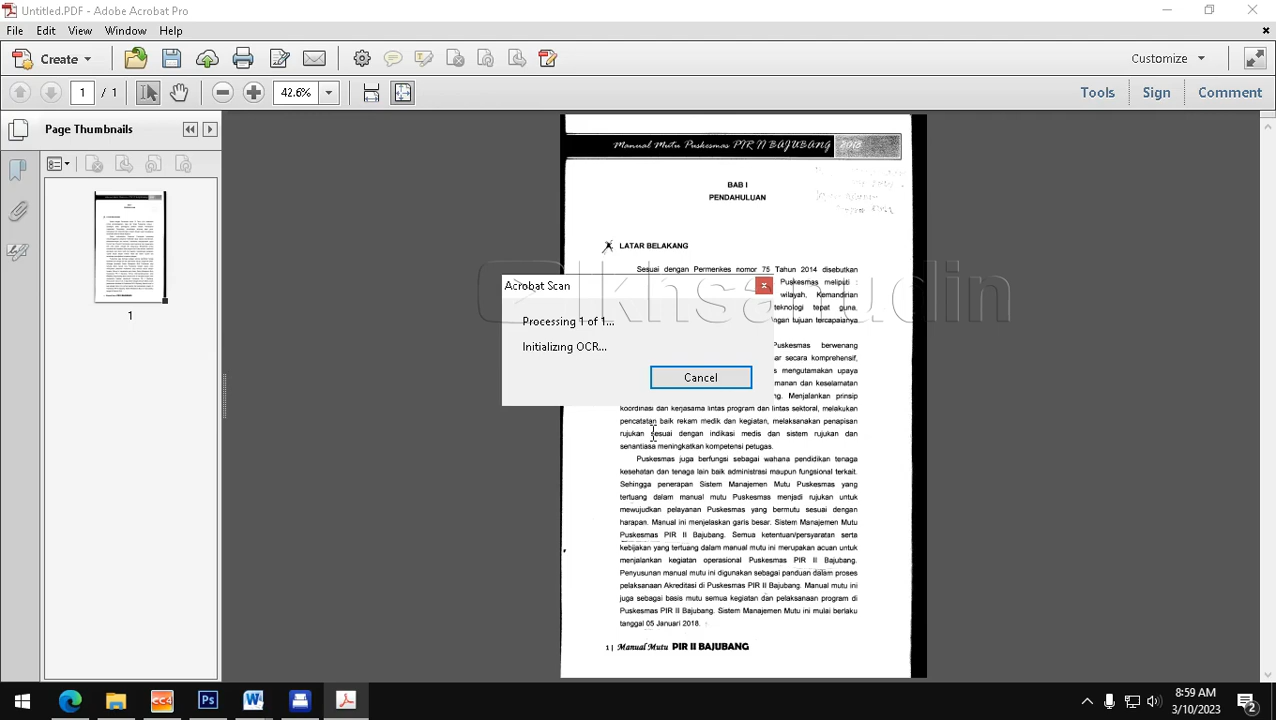 Untitled.PDF - Adobe Acrobat Pro
File Edit View Window Help
Create
Customize
1 / 1
42.6%
Tools Sign Comment
Page Thumbnails
1
Manual Mutu Puskesmas PIR II BAJUBANG 2018
BAB I
PENDAHULUAN
LATAR BELAKANG
Sesuai dengan Permenkes nomor 75 Tahun 2014 disebutkan
Puskesmas meliputi :
wilayah, Kemandirian
teknologi tepat guna.
tujuan tercapainya
Puskesmas berwenang
secara komprehensif,
mengutamakan upaya
dan keselamatan
Menjalankan prinsip
koordinasi dan kerjasama lintas program dan lintas sektoral, melakukan
pencatatan baik rekam medik dan kegiatan, melaksanakan penapisan
rujukan sesuai dengan indikasi medis dan sistem rujukan dan
senantiasa meningkatkan kompetensi petugas.
Puskesmas juga berfungsi sebagai wahana pendidikan tenaga
kesehatan dan tenaga lain baik administrasi maupun fungsional terkait.
Sehingga penerapan Sistem Manajemen Mutu Puskesmas yang
tertuang dalam manual mutu Puskesmas menjadi rujukan untuk
mewujudkan pelayanan Puskesmas yang bermutu sesuai dengan
harapan. Manual ini menjelaskan garis besar. Sistem Manajemen Mutu
Puskesmas PIR II Bajubang. Semua ketentuan/persyaratan serta
kebijakan yang tertuang dalam manual mutu ini merupakan acuan untuk
menjalankan kegiatan operasional Puskesmas PIR II Bajubang.
Penyusunan manual mutu ini digunakan sebagai panduan dalam proses
pelaksanaan Akreditasi di Puskesmas PIR II Bajubang. Manual mutu ini
juga sebagai basis mutu semua kegiatan dan pelaksanaan program di
Puskesmas PIR II Bajubang. Sistem Manajemen Mutu ini mulai berlaku
tanggal 05 Januari 2018.
1 | Manual Mutu PIR II BAJUBANG
Acrobat Scan
Processing 1 of 1...
Initializing OCR...
Cancel
khsanudin
CC4
Ps
W
8:59 AM
3/10/2023
2